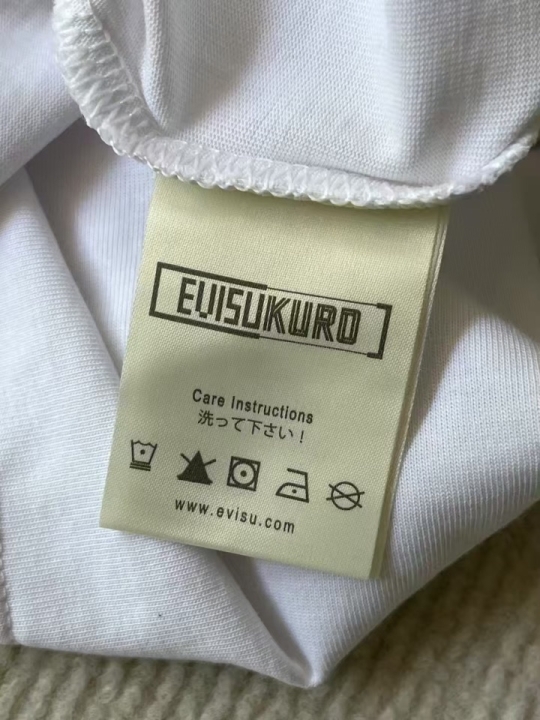 EVISUKURO
Care Instructions
洗って下さい！
www.evisu.com